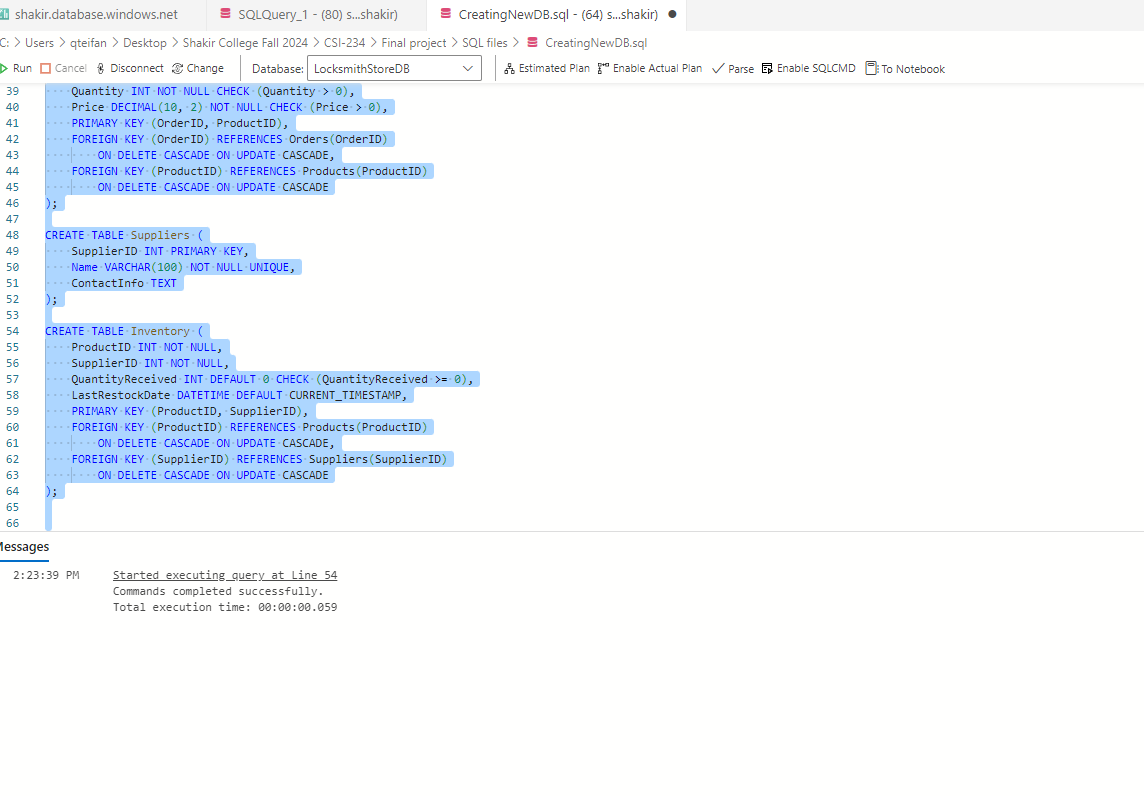 shakir.database.windows.net
SQLQuery_1 - (80) s...shakir)
CreatingNewDB.sql - (64) s...shakir)
C: > Users > qteifan > Desktop > Shakir College Fall 2024 > CSI-234 > Final project > SQL files > CreatingNewDB.sql
Run Cancel Disconnect Change Database: LocksmithStoreDB Estimated Plan Enable Actual Plan Parse Enable SQLCMD To Notebook
39 Quantity INT NOT NULL CHECK (Quantity > 0),
40 Price DECIMAL(10, 2) NOT NULL CHECK (Price > 0),
41 PRIMARY KEY (OrderID, ProductID),
42 FOREIGN KEY (OrderID) REFERENCES Orders(OrderID)
43 ON DELETE CASCADE ON UPDATE CASCADE,
44 FOREIGN KEY (ProductID) REFERENCES Products(ProductID)
45 ON DELETE CASCADE ON UPDATE CASCADE
46 );
47
48 CREATE TABLE Suppliers (
49 SupplierID INT PRIMARY KEY,
50 Name VARCHAR(100) NOT NULL UNIQUE,
51 ContactInfo TEXT
52 );
53
54 CREATE TABLE Inventory (
55 ProductID INT NOT NULL,
56 SupplierID INT NOT NULL,
57 QuantityReceived INT DEFAULT 0 CHECK (QuantityReceived >= 0),
58 LastRestockDate DATETIME DEFAULT CURRENT_TIMESTAMP,
59 PRIMARY KEY (ProductID, SupplierID),
60 FOREIGN KEY (ProductID) REFERENCES Products(ProductID)
61 ON DELETE CASCADE ON UPDATE CASCADE,
62 FOREIGN KEY (SupplierID) REFERENCES Suppliers(SupplierID)
63 ON DELETE CASCADE ON UPDATE CASCADE
64 );
65
66
Messages
2:23:39 PM Started executing query at Line 54
Commands completed successfully.
Total execution time: 00:00:00.059